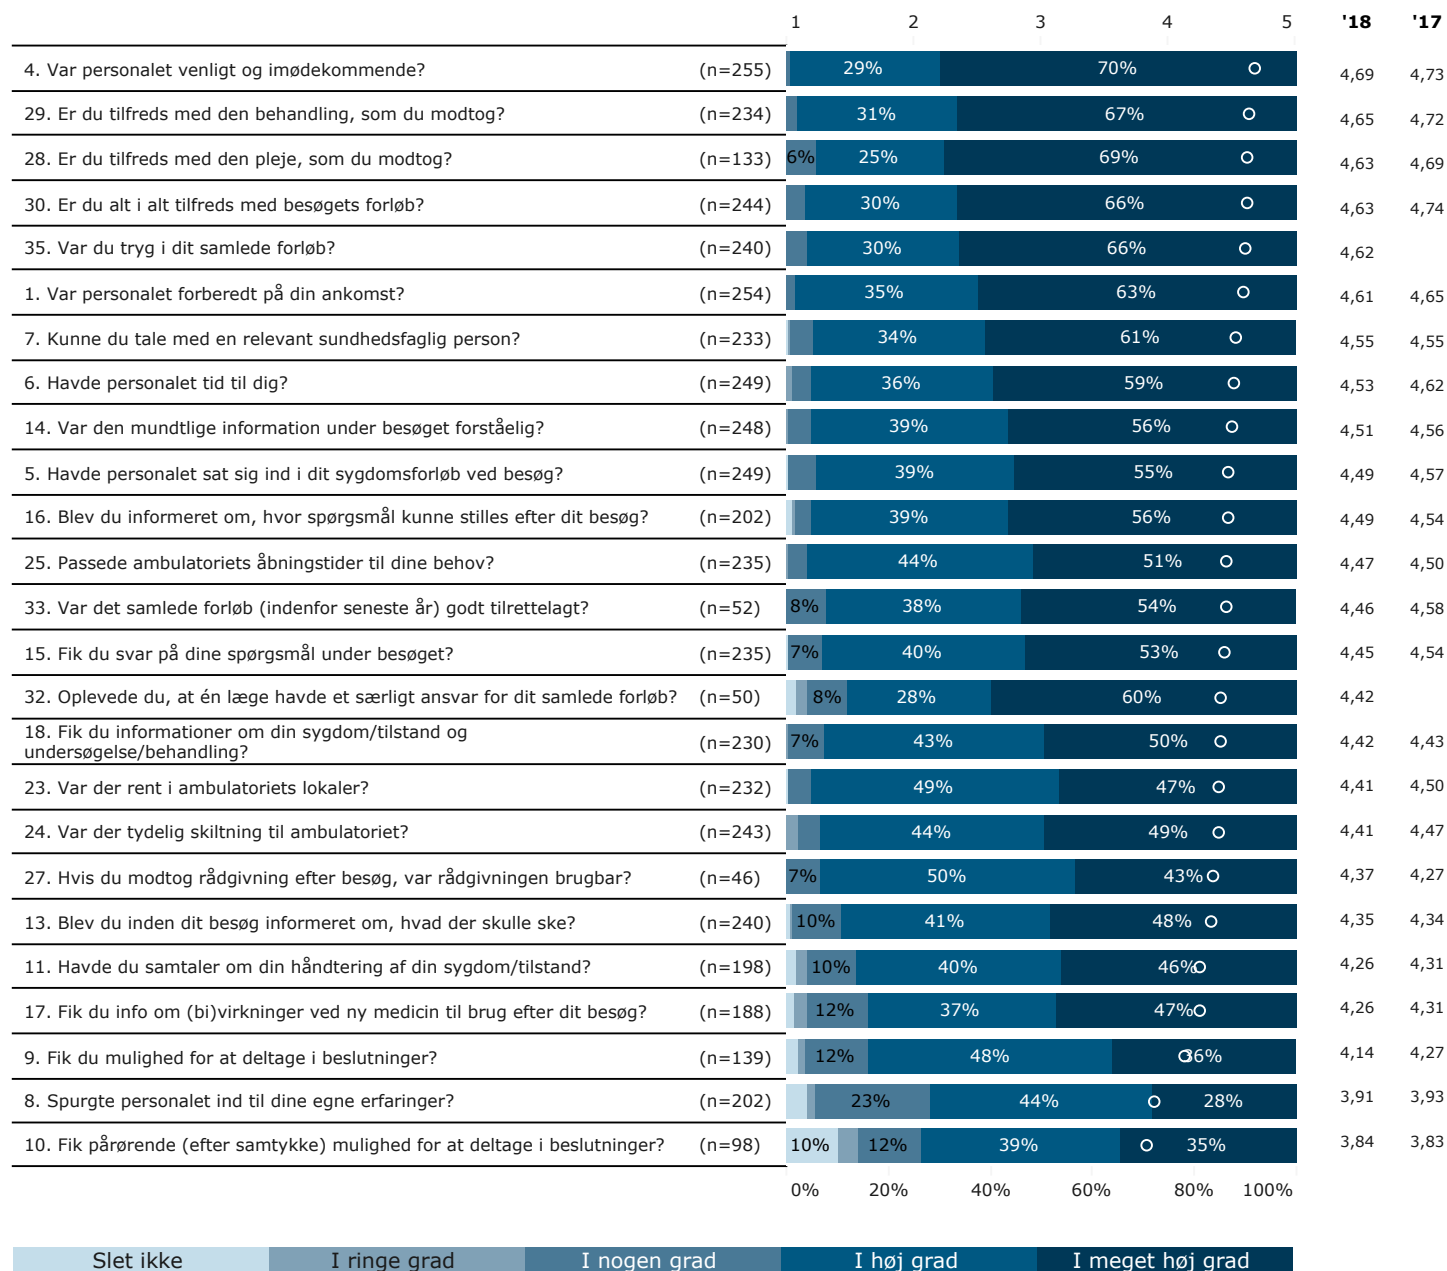 1 2 3 4 5 '18 '17
4. Var personalet venligt og imødekommende? (n=255) 29% 70% 4,69 4,73
29. Er du tilfreds med den behandling, som du modtog? (n=234) 31% 67% 4,65 4,72
28. Er du tilfreds med den pleje, som du modtog? (n=133) 6% 25% 69% 4,63 4,69
30. Er du alt i alt tilfreds med besøgets forløb? (n=244) 30% 66% 4,63 4,74
35. Var du tryg i dit samlede forløb? (n=240) 30% 66% 4,62
1. Var personalet forberedt på din ankomst? (n=254) 35% 63% 4,61 4,65
7. Kunne du tale med en relevant sundhedsfaglig person? (n=233) 34% 61% 4,55 4,55
6. Havde personalet tid til dig? (n=249) 36% 59% 4,53 4,62
14. Var den mundtlige information under besøget forståelig? (n=248) 39% 56% 4,51 4,56
5. Havde personalet sat sig ind i dit sygdomsforløb ved besøg? (n=249) 39% 55% 4,49 4,57
16. Blev du informeret om, hvor spørgsmål kunne stilles efter dit besøg? (n=202) 39% 56% 4,49 4,54
25. Passede ambulatoriets åbningstider til dine behov? (n=235) 44% 51% 4,47 4,50
33. Var det samlede forløb (indenfor seneste år) godt tilrettelagt? (n=52) 8% 38% 54% 4,46 4,58
15. Fik du svar på dine spørgsmål under besøget? (n=235) 7% 40% 53% 4,45 4,54
32. Oplevede du, at én læge havde et særligt ansvar for dit samlede forløb? (n=50) 8% 28% 60% 4,42
18. Fik du informationer om din sygdom/tilstand og
undersøgelse/behandling? (n=230) 7% 43% 50% 4,42 4,43
23. Var der rent i ambulatoriets lokaler? (n=232) 49% 47% 4,41 4,50
24. Var der tydelig skiltning til ambulatoriet? (n=243) 44% 49% 4,41 4,47
27. Hvis du modtog rådgivning efter besøg, var rådgivningen brugbar? (n=46) 7% 50% 43% 4,37 4,27
13. Blev du inden dit besøg informeret om, hvad der skulle ske? (n=240) 10% 41% 48% 4,35 4,34
11. Havde du samtaler om din håndtering af din sygdom/tilstand? (n=198) 10% 40% 46% 4,26 4,31
17. Fik du info om (bi)virkninger ved ny medicin til brug efter dit besøg? (n=188) 12% 37% 47% 4,26 4,31
9. Fik du mulighed for at deltage i beslutninger? (n=139) 12% 48% 36% 4,14 4,27
8. Spurgte personalet ind til dine egne erfaringer? (n=202) 23% 44% 28% 3,91 3,93
10. Fik pårørende (efter samtykke) mulighed for at deltage i beslutninger? (n=98) 10% 12% 39% 35% 3,84 3,83
0% 20% 40% 60% 80% 100%
Slet ikke I ringe grad I nogen grad I høj grad I meget høj grad